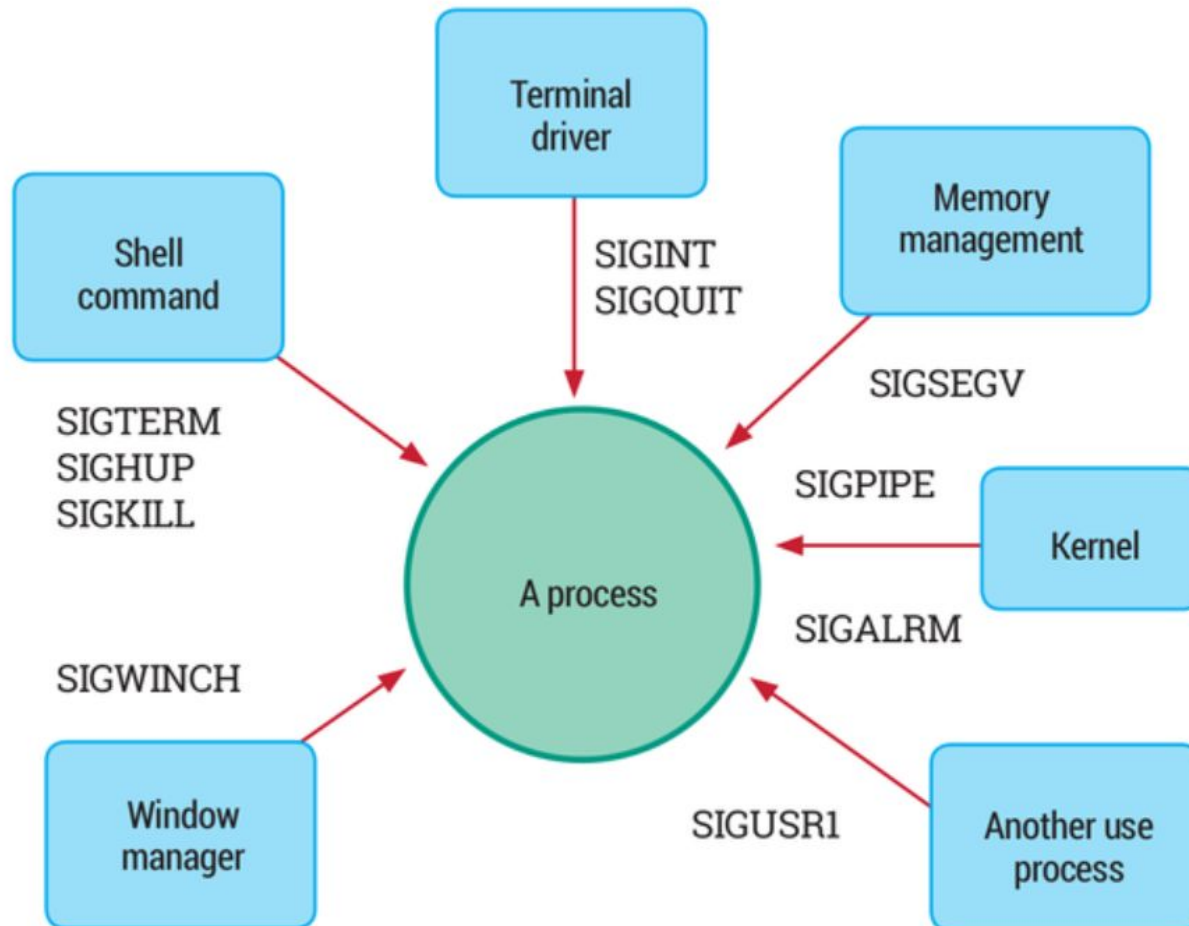 Terminal
driver
Memory
management
Shell
command
SIGINT
SIGQUIT
SIGSEGV
SIGTERM
SIGHUP
SIGKILL
SIGPIPE
Kernel
A process
SIGALRM
SIGWINCH
Window
manager
SIGUSR1
Another use
process